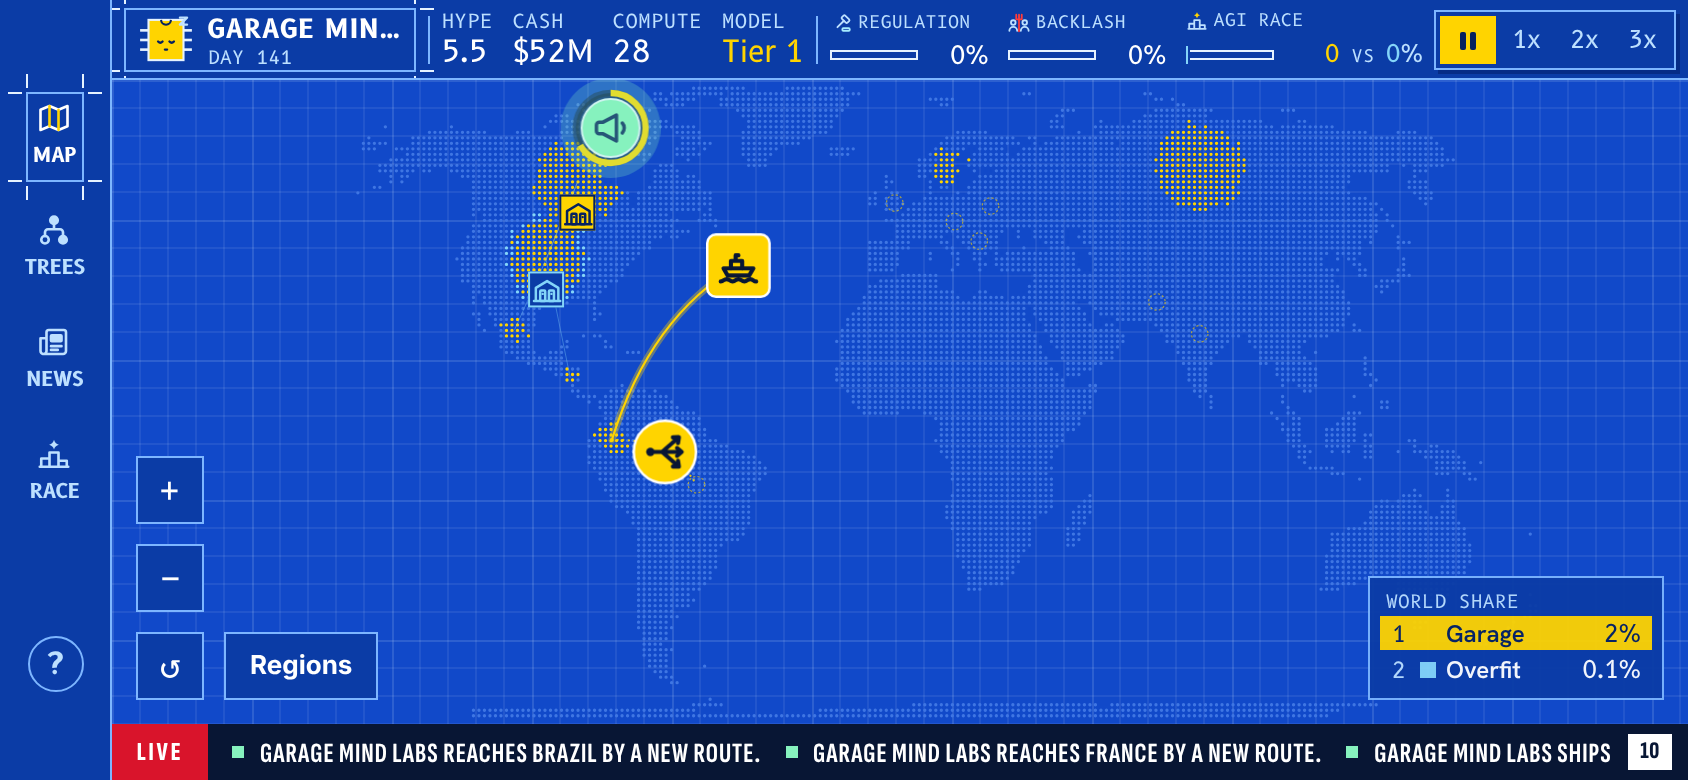 GARAGE MIN...
DAY 141
HYPE
5.5
CASH
$52M
COMPUTE
28
MODEL
Tier 1
REGULATION
0%
BACKLASH
0%
AGI RACE
0 VS 0%
1x
2x
3x
MAP
TREES
NEWS
RACE
?
+
−
↺
Regions
WORLD SHARE
1 Garage 2%
2 Overfit 0.1%
LIVE
GARAGE MIND LABS REACHES BRAZIL BY A NEW ROUTE.
GARAGE MIND LABS REACHES FRANCE BY A NEW ROUTE.
GARAGE MIND LABS SHIPS
10